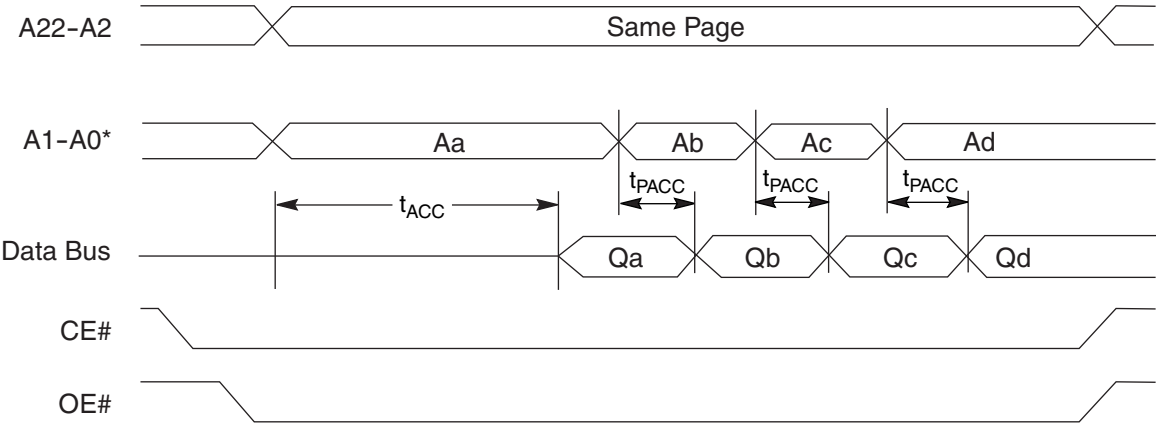 A22-A2 Same Page
A1-A0* Aa Ab Ac Ad
tACC tPACC tPACC tPACC
Data Bus Qa Qb Qc Qd
CE#
OE#